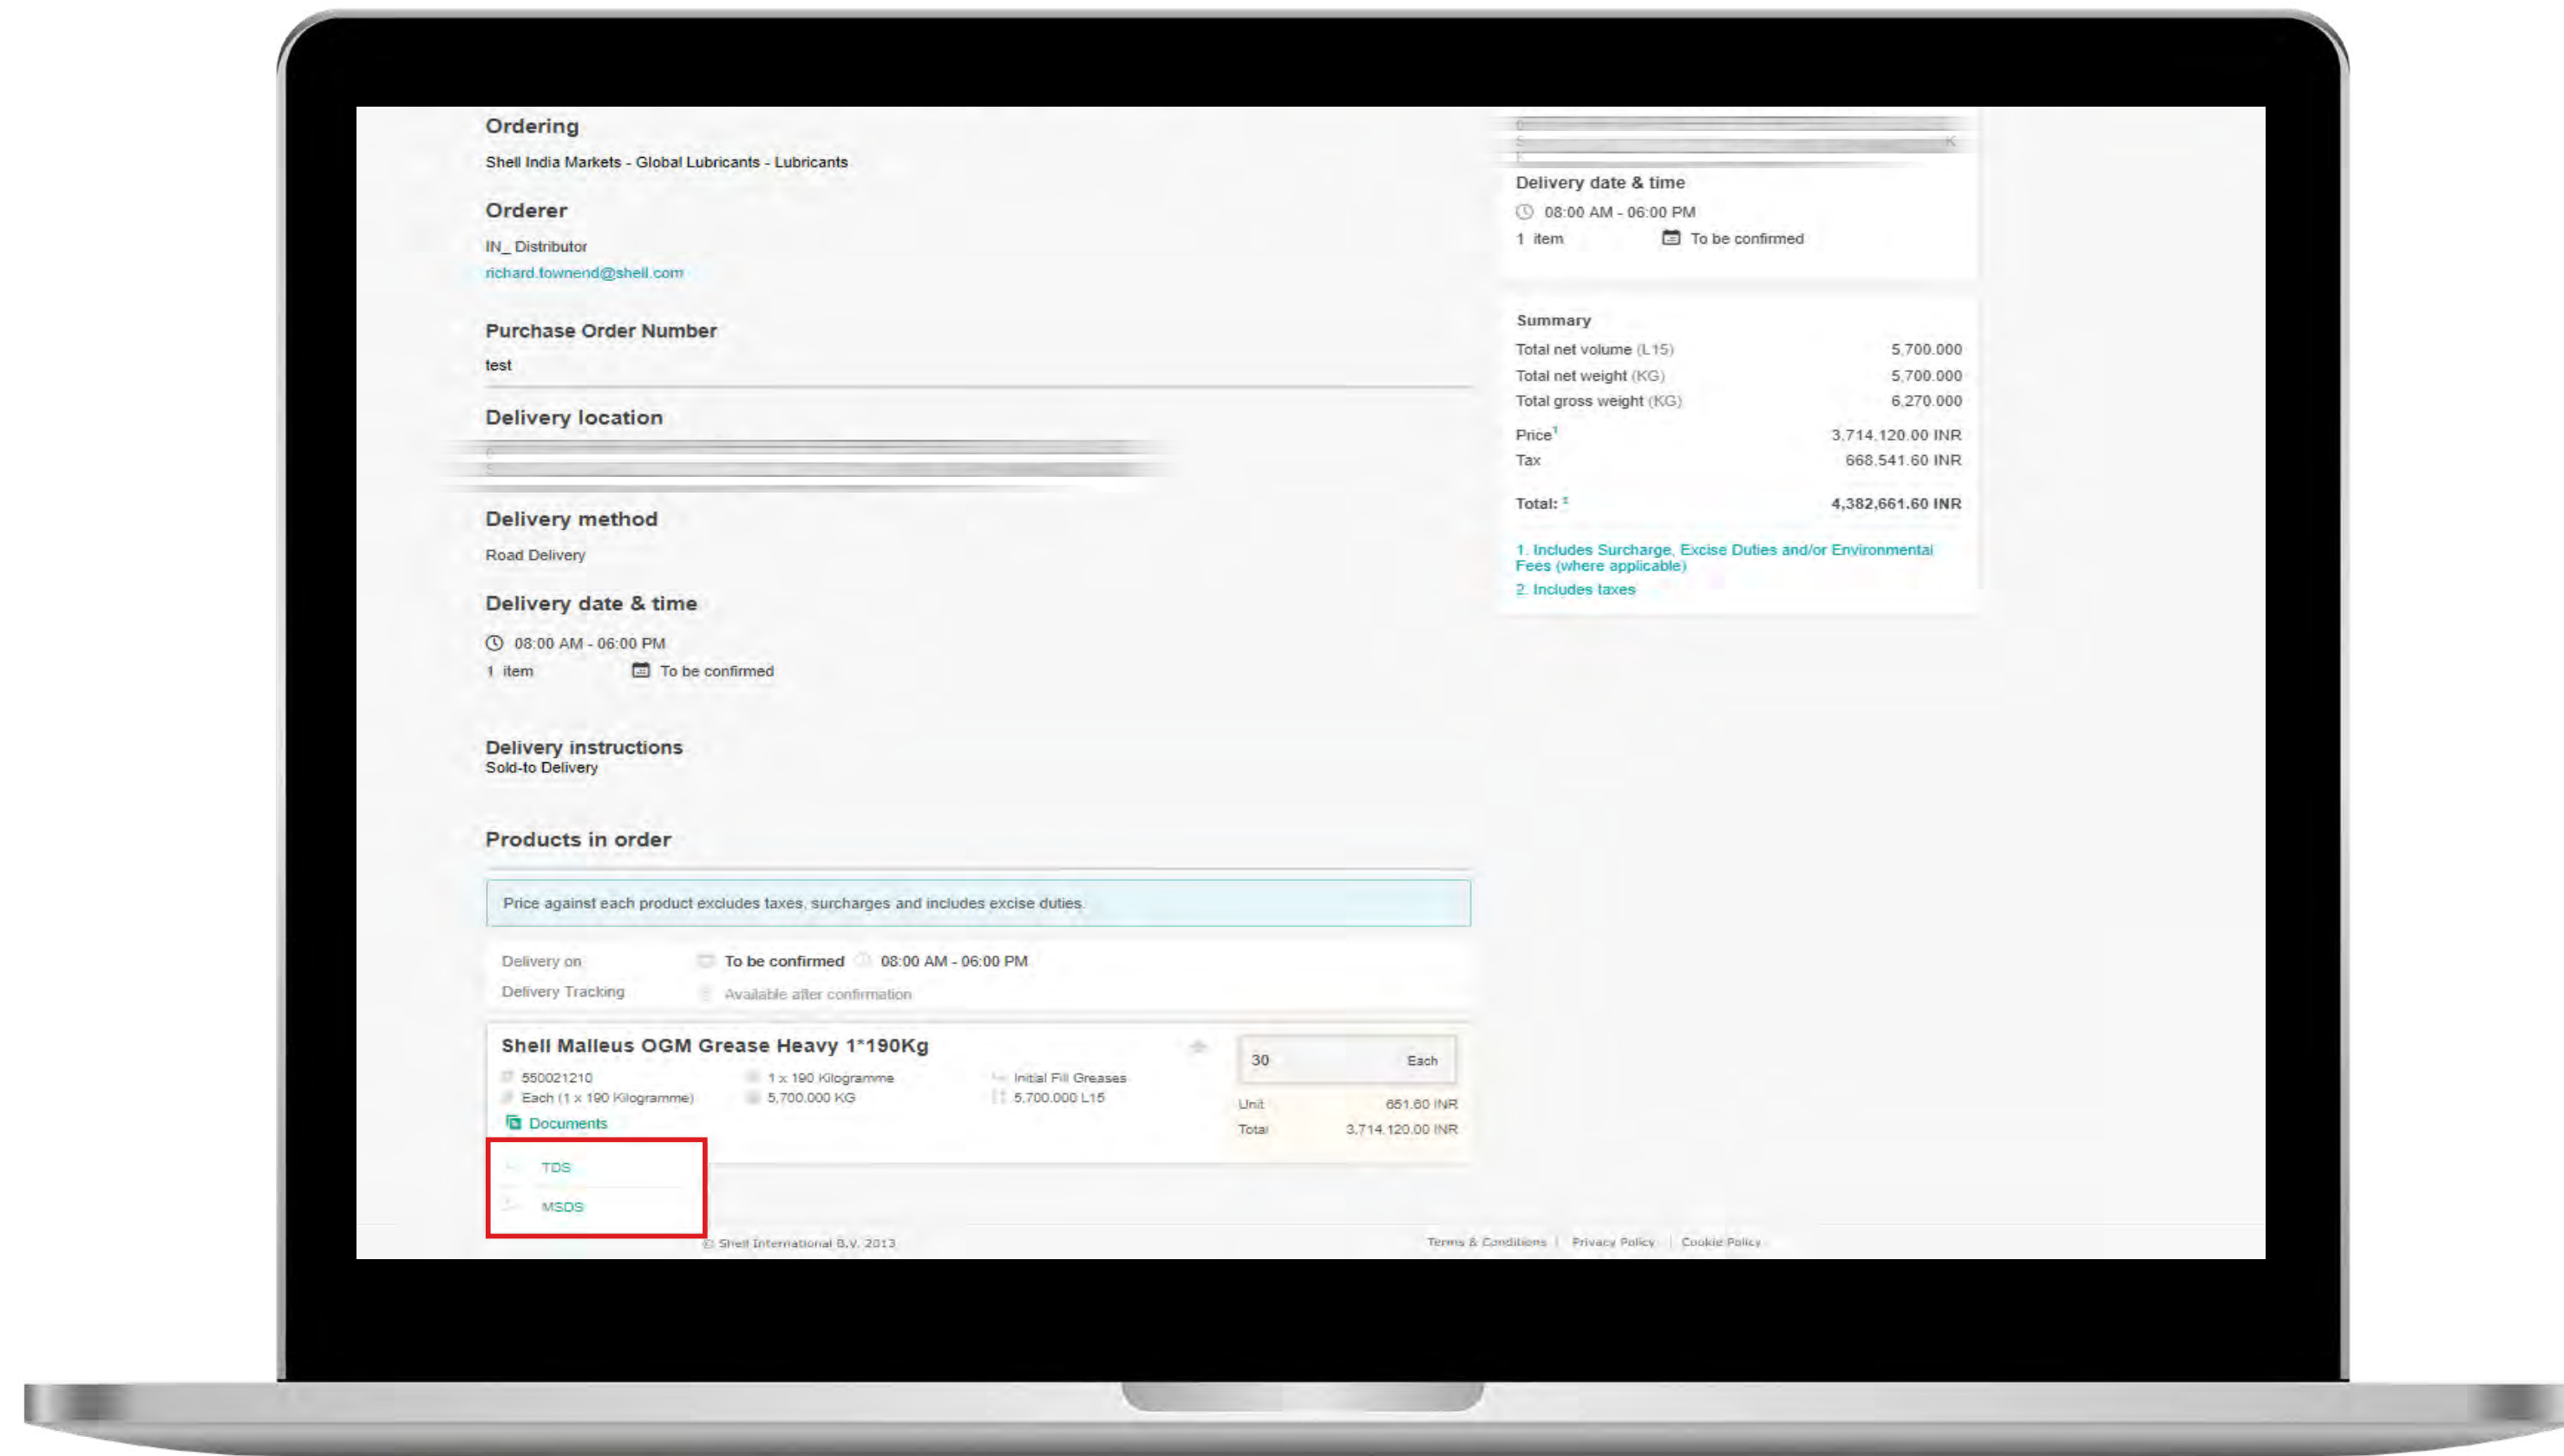 Ordering
Shell India Markets - Global Lubricants - Lubricants
Orderer
IN_ Distributor
richard.townend@shell.com
Purchase Order Number
test
Delivery location
Delivery method
Road Delivery
Delivery date & time
08:00 AM - 06:00 PM
1 item To be confirmed
Delivery instructions
Sold-to Delivery
Products in order
Price against each product excludes taxes, surcharges and includes excise duties.
Delivery on To be confirmed 08:00 AM - 06:00 PM
Delivery Tracking Available after confirmation
Shell Malleus OGM Grease Heavy 1*190Kg
550021210 1 x 190 Kilogramme Initial Fill Greases
Each (1 x 190 Kilogramme) 5,700.000 KG 5,700.000 L15
Documents
30 Each
Unit 651.60 INR
Total 3,714,120.00 INR
TDS
MSDS
Delivery date & time
08:00 AM - 06:00 PM
1 item To be confirmed
Summary
Total net volume (L15) 5,700.000
Total net weight (KG) 5,700.000
Total gross weight (KG) 6,270.000
Price¹ 3,714,120.00 INR
Tax 668,541.60 INR
Total: ² 4,382,661.60 INR
1. Includes Surcharge, Excise Duties and/or Environmental
Fees (where applicable)
2. Includes taxes
© Shell International B.V. 2013
Terms & Conditions | Privacy Policy | Cookie Policy